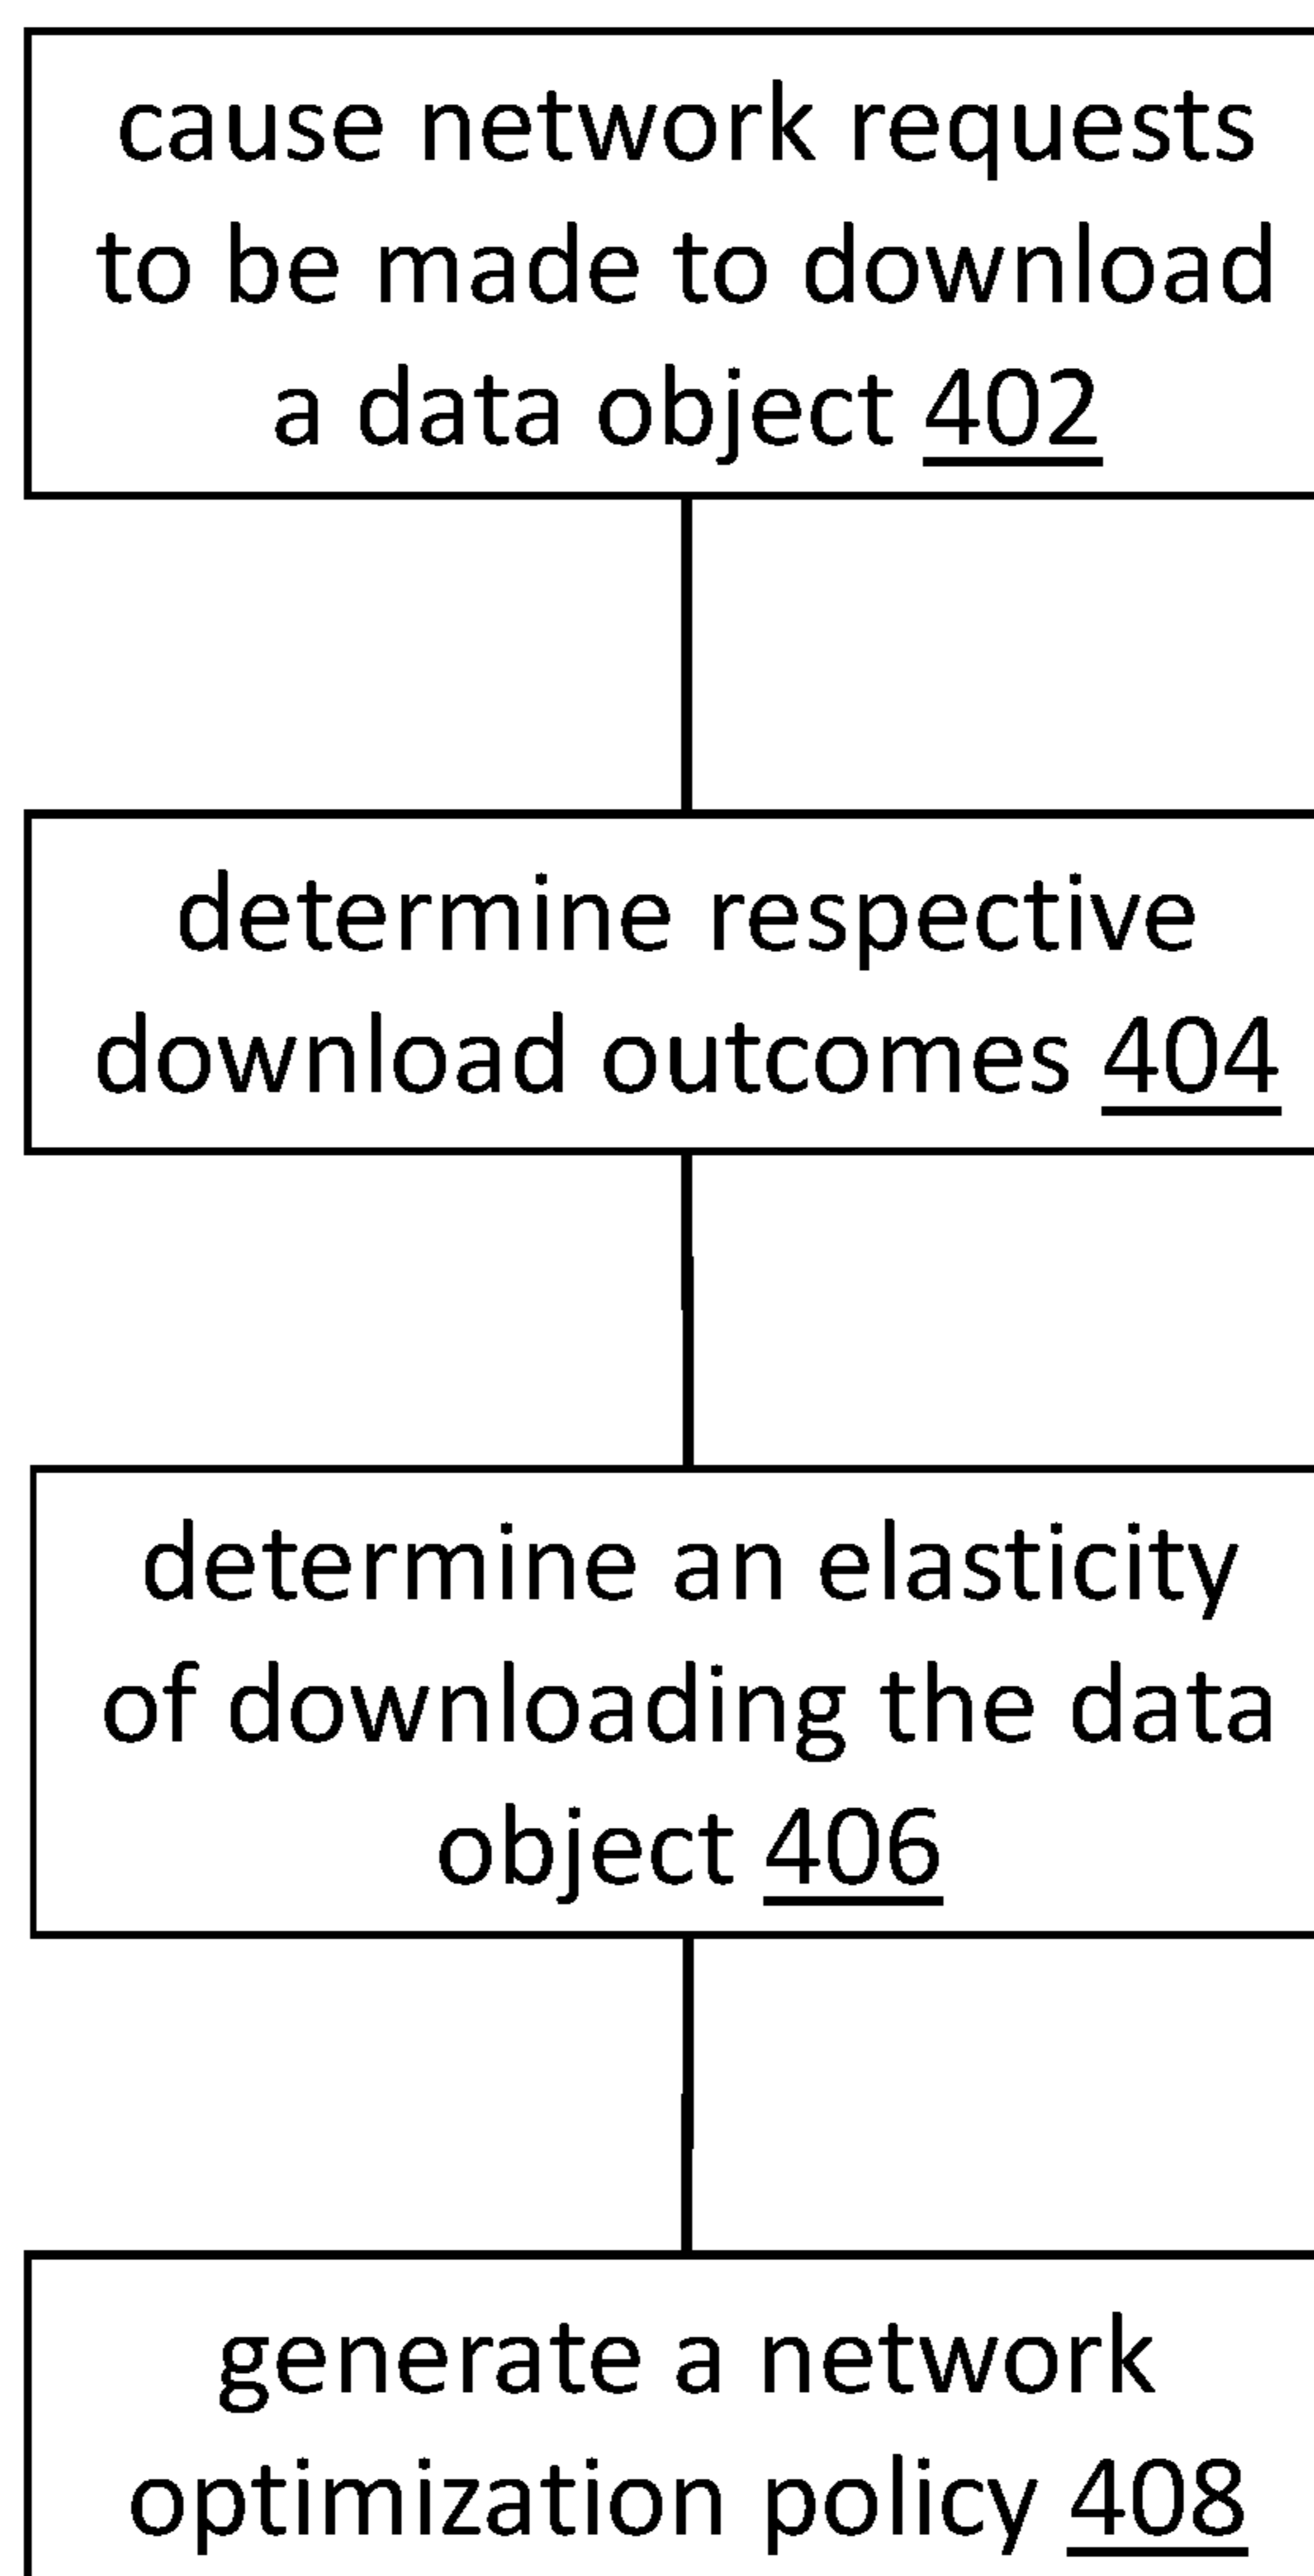 cause network requests
to be made to download
a data object 402
determine respective
download outcomes 404
determine an elasticity
of downloading the data
object 406
generate a network
optimization policy 408